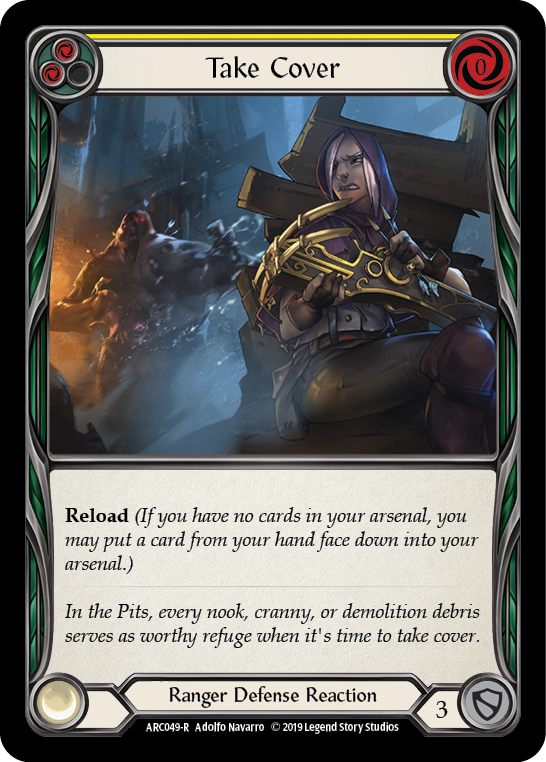 Take Cover
0
Reload (If you have no cards in your arsenal, you
may put a card from your hand face down into your
arsenal.)
In the Pits, every nook, cranny, or demolition debris
serves as worthy refuge when it's time to take cover.
Ranger Defense Reaction
3
ARC049-R Adolfo Navarro © 2019 Legend Story Studios